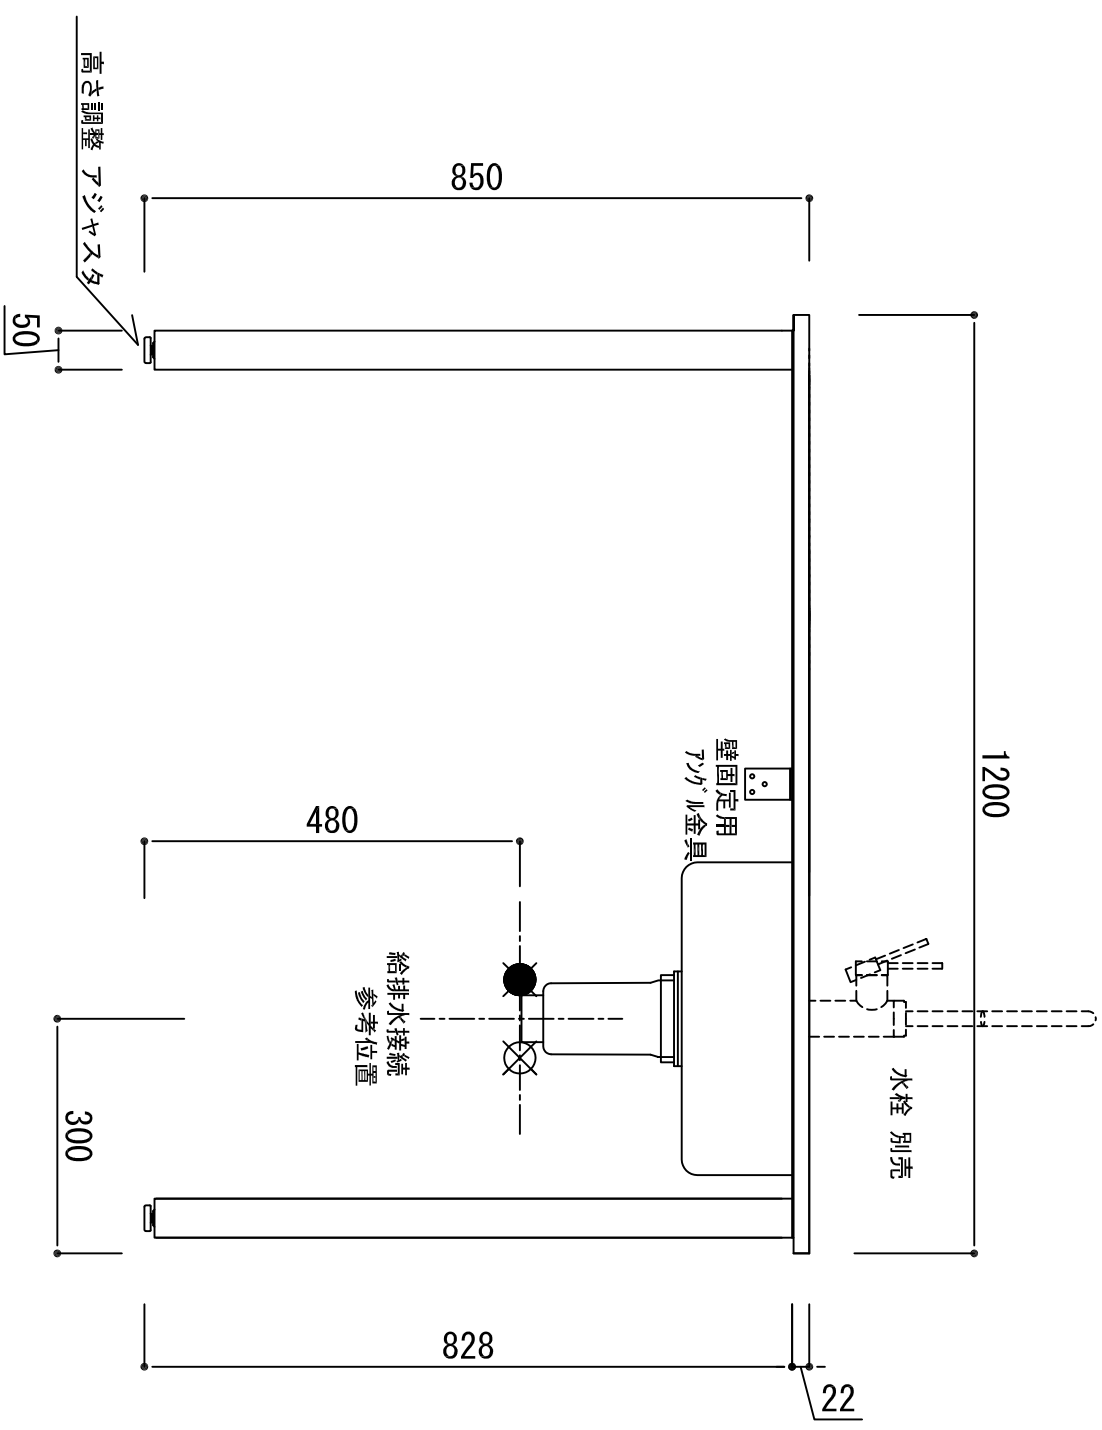 1200
水栓 別売
壁固定用
ｱﾝｸﾞﾙ金具
850
480
給排水接続
参考位置
高さ調整 アジャスタ
50
300
828
22